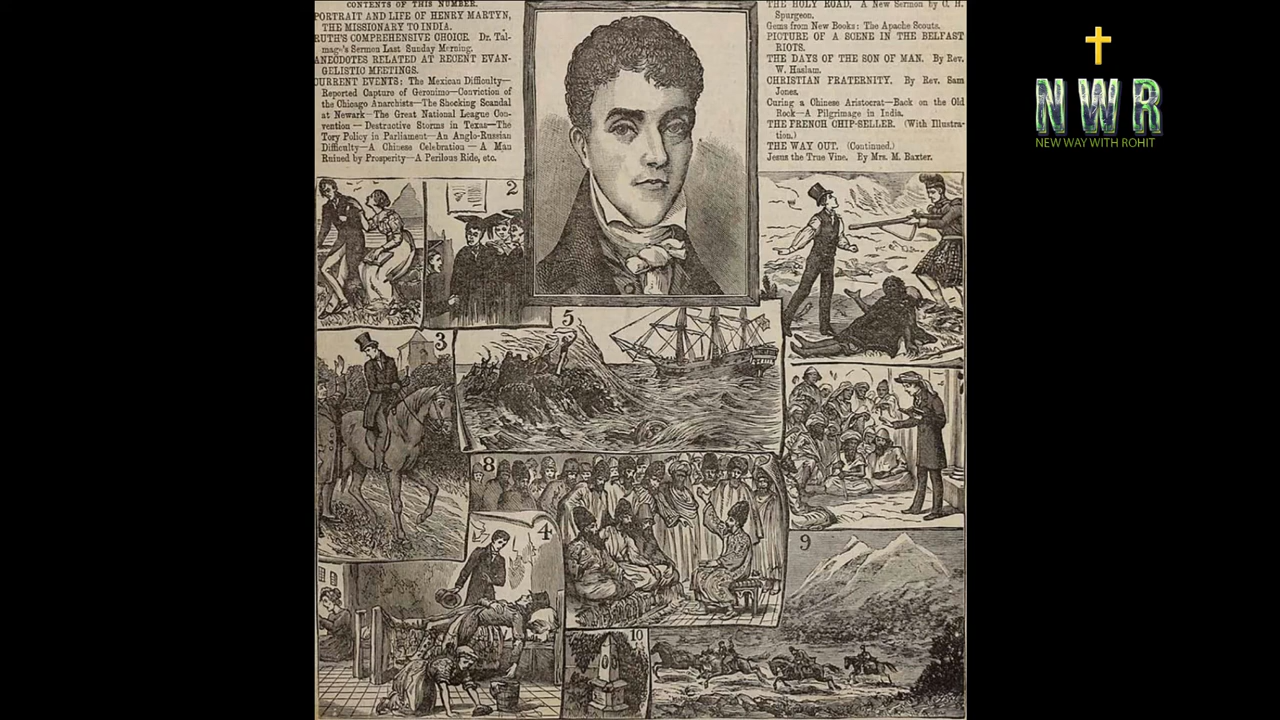 CONTENTS OF THIS NUMBER.
PORTRAIT AND LIFE OF HENRY MARTYN,
THE MISSIONARY TO INDIA.
RUTH'S COMPREHENSIVE CHOICE. Dr. Tal-
mage's Sermon Last Sunday Morning.
ANECDOTES RELATED AT RECENT EVAN-
GELISTIC MEETINGS.
CURRENT EVENTS: The Mexican Difficulty—
Reported Capture of Geronimo—Conviction of
the Chicago Anarchists—The Shocking Scandal
at Newark—The Great National League Con-
vention — Destructive Storms in Texas—The
Tory Policy in Parliament—An Anglo-Russian
Difficulty—A Chinese Celebration — A Man
Ruined by Prosperity—A Perilous Ride, etc.
THE HOLY ROAD. A New Sermon by C. H.
Spurgeon.
Gems from New Books: The Apache Scouts.
PICTURE OF A SCENE IN THE BELFAST
RIOTS.
THE DAYS OF THE SON OF MAN. By Rev.
W. Haslam.
CHRISTIAN FRATERNITY. By Rev. Sam
Jones.
Curing a Chinese Aristocrat—Back on the Old
Rock—A Pilgrimage in India.
THE FRENCH CHIP-SELLER. (With Illustra-
tion.)
THE WAY OUT. (Continued.)
Jesus the True Vine. By Mrs. M. Baxter.
NWR
NEW WAY WITH ROHIT
2
3
5
8
4
9
10